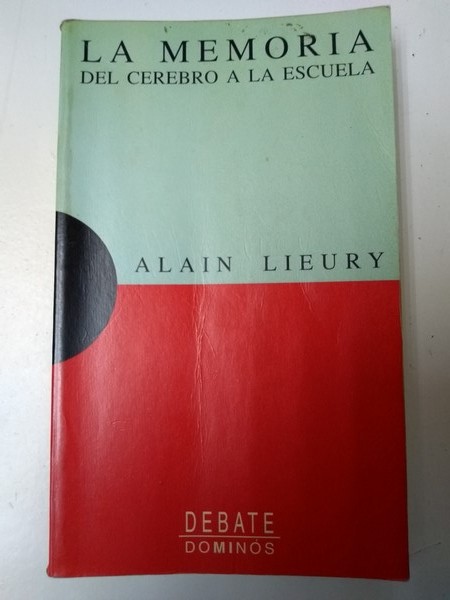 LA MEMORIA
DEL CEREBRO A LA ESCUELA
ALAIN LIEURY
DEBATE
DOMINÓS